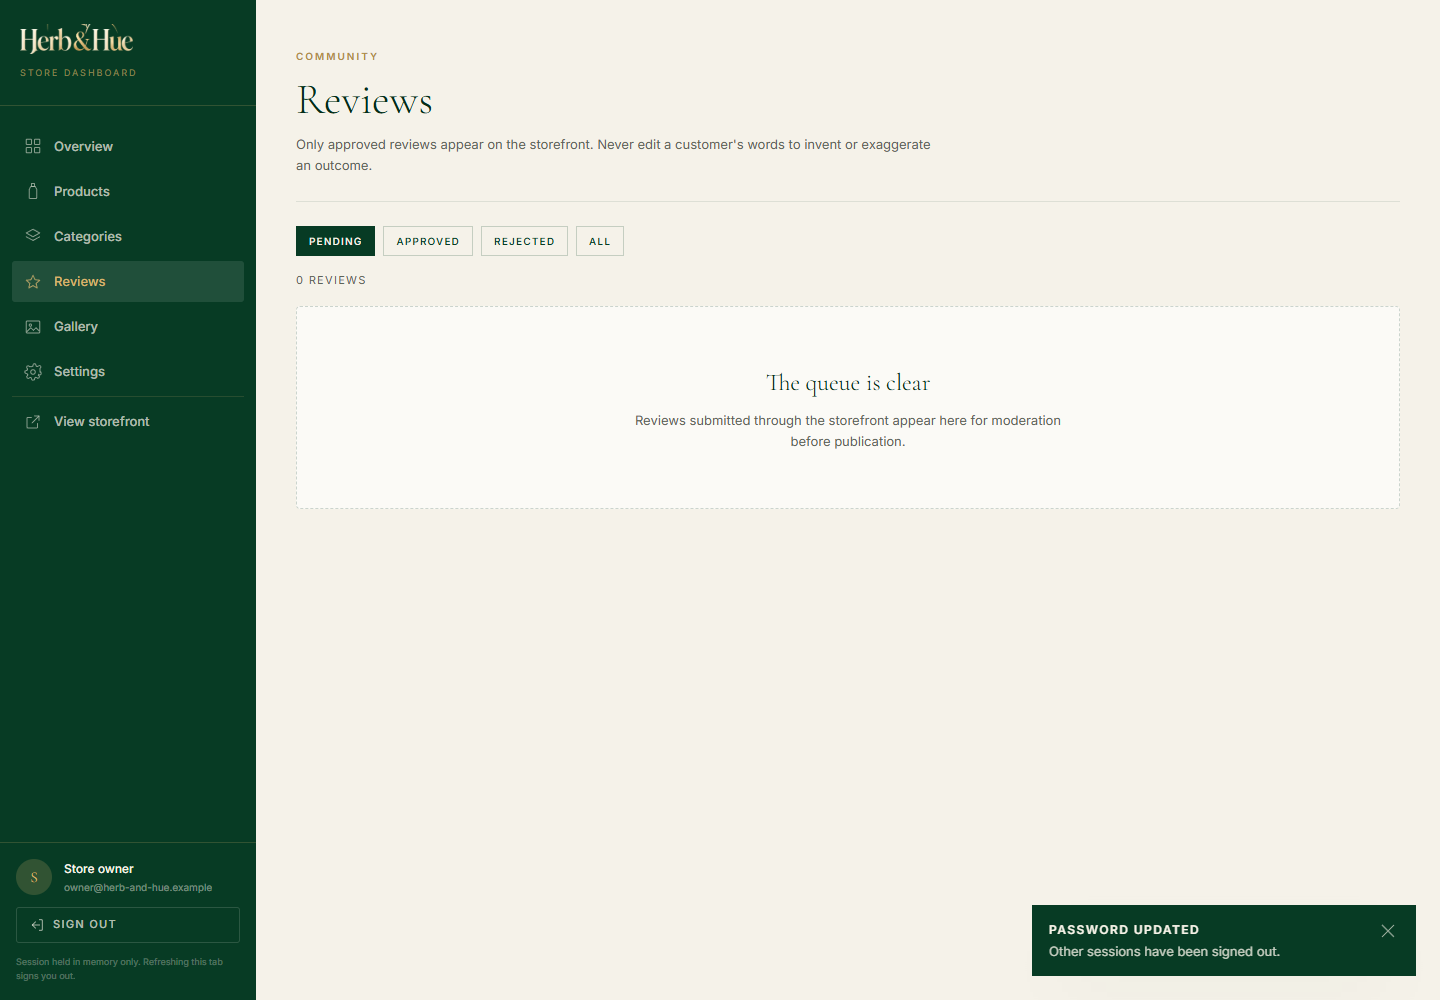 Herb&Hue
STORE DASHBOARD
Overview
Products
Categories
Reviews
Gallery
Settings
View storefront
S
Store owner
owner@herb-and-hue.example
SIGN OUT
Session held in memory only. Refreshing this tab
signs you out.
COMMUNITY
Reviews
Only approved reviews appear on the storefront. Never edit a customer's words to invent or exaggerate
an outcome.
PENDING
APPROVED
REJECTED
ALL
0 REVIEWS
The queue is clear
Reviews submitted through the storefront appear here for moderation
before publication.
PASSWORD UPDATED
Other sessions have been signed out.